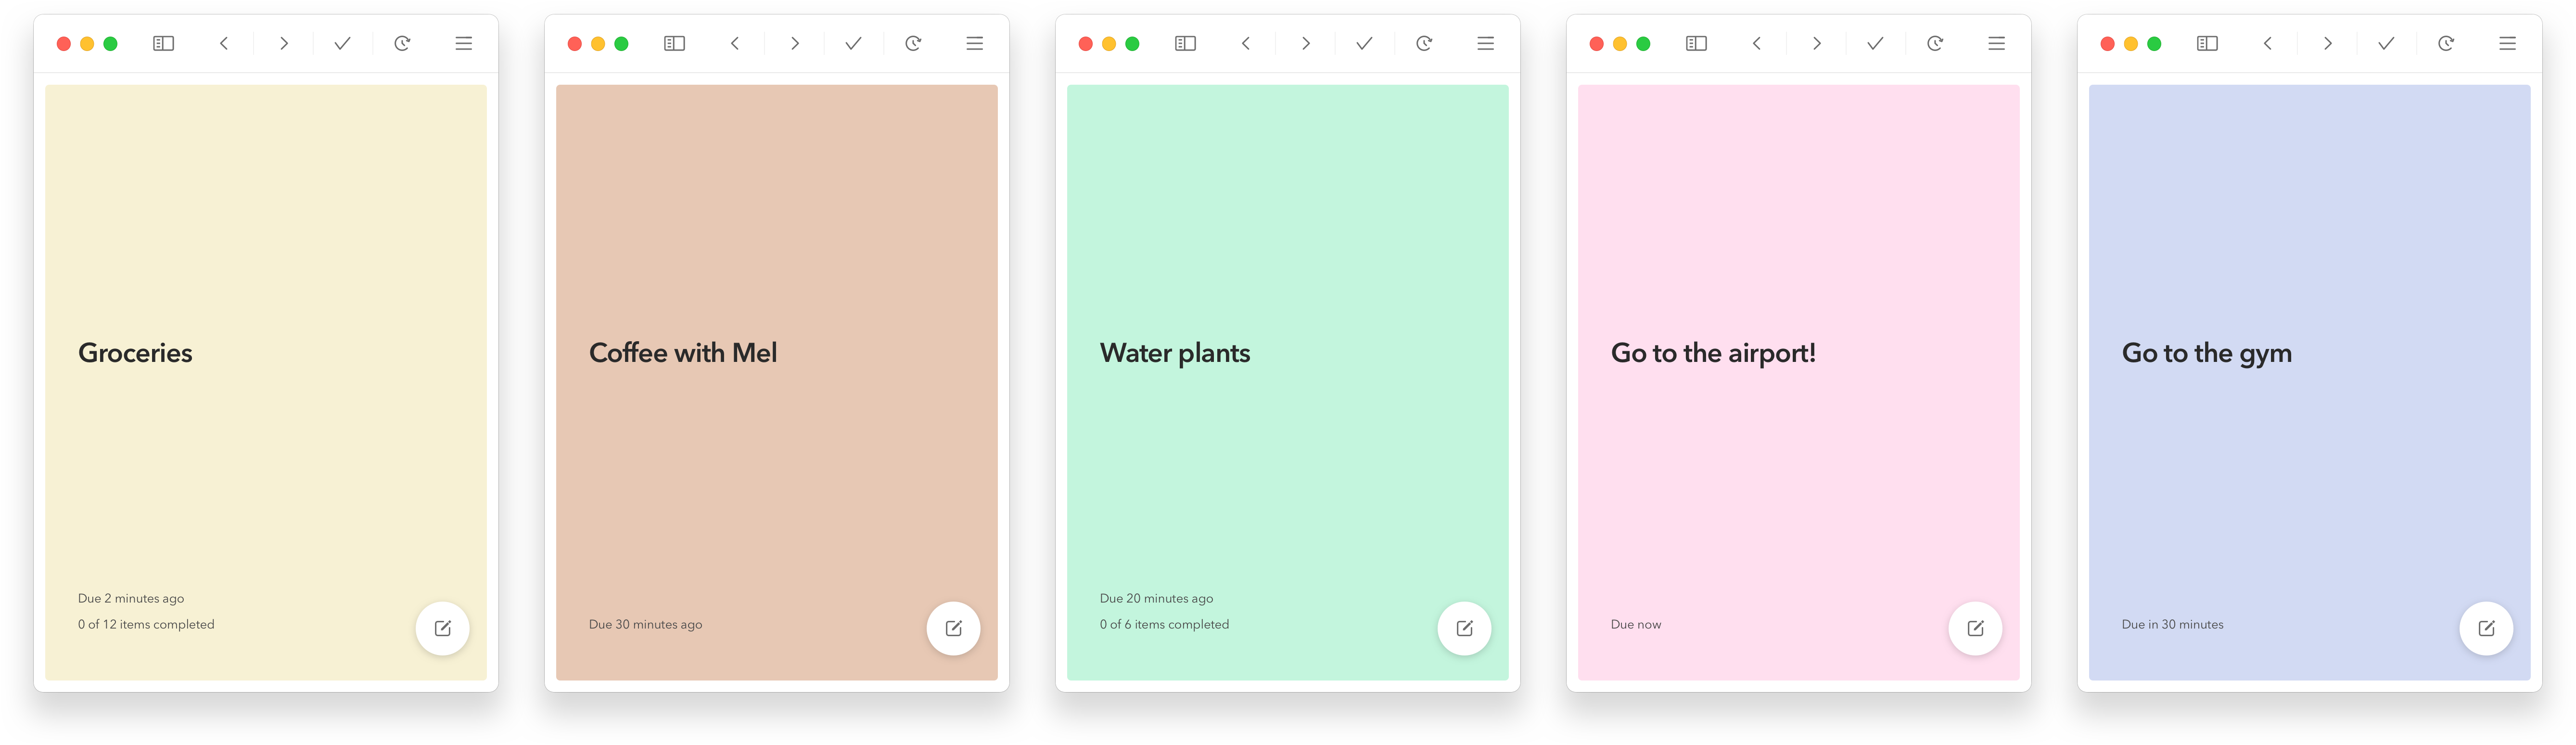 Groceries
Due 2 minutes ago
0 of 12 items completed
Coffee with Mel
Due 30 minutes ago
Water plants
Due 20 minutes ago
0 of 6 items completed
Go to the airport!
Due now
Go to the gym
Due in 30 minutes